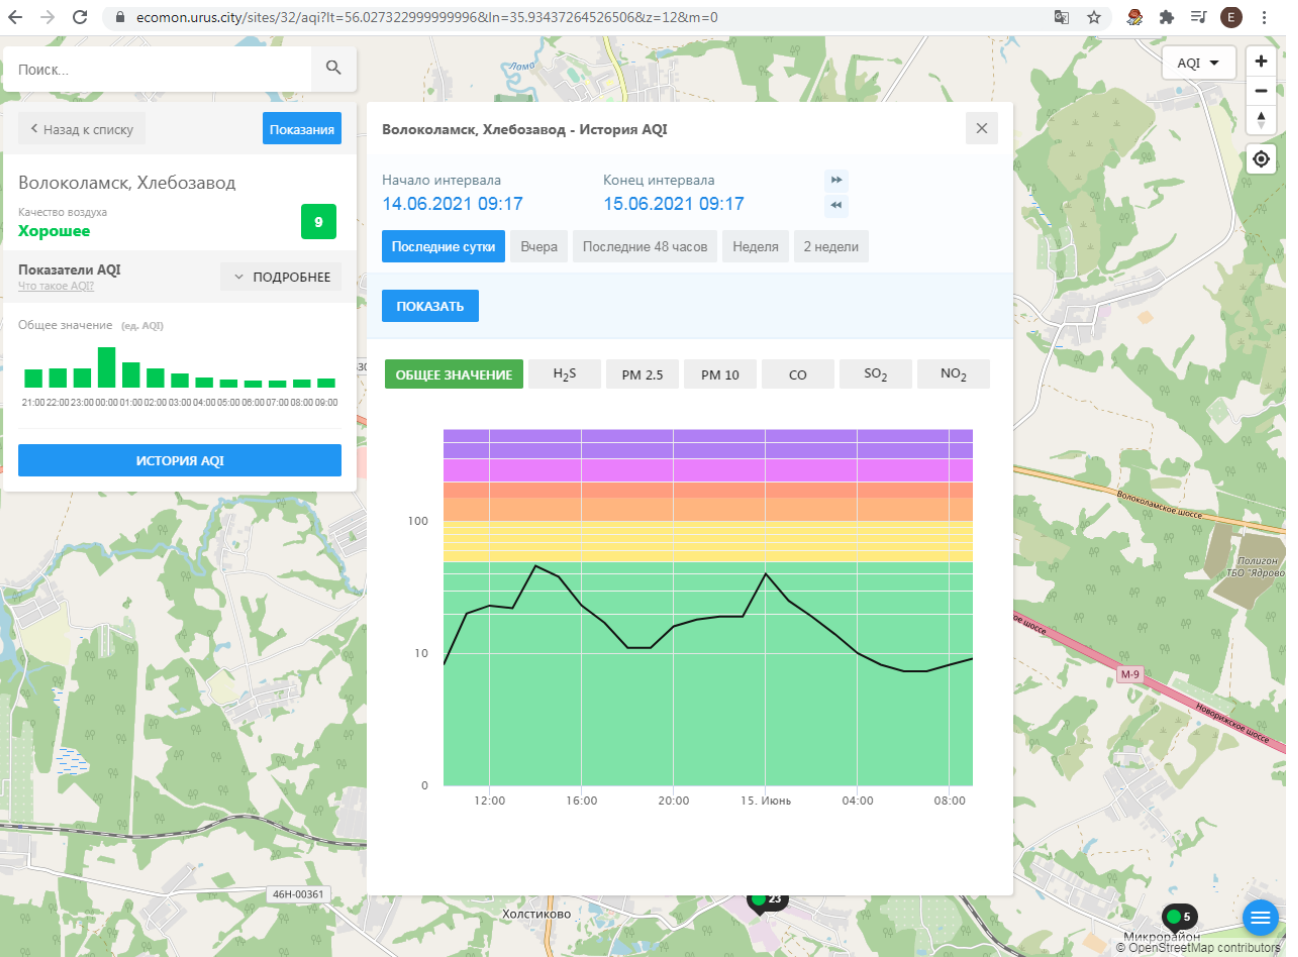 ecomon.urus.city/sites/32/aqi?lt=56.027322999999996&ln=35.93437264526506&z=12&m=0
E
Поиск...
Лама
AQI
Назад к списку
Показания
Волоколамск, Хлебозавод - История AQI
Волоколамск, Хлебозавод
Качество воздуха
Хорошее
9
Начало интервала
Конец интервала
14.06.2021 09:17
15.06.2021 09:17
Последние сутки
Вчера
Последние 48 часов
Неделя
2 недели
Показатели AQI
Что такое AQI?
ПОДРОБНЕЕ
ПОКАЗАТЬ
Общее значение (ед. AQI)
21:00 22:00 23:00 00:00 01:00 02:00 03:00 04:00 05:00 06:00 07:00 08:00 09:00
ИСТОРИЯ AQI
ОБЩЕЕ ЗНАЧЕНИЕ
H2S
PM 2.5
PM 10
CO
SO2
NO2
100
10
0
12:00
16:00
20:00
15. Июнь
04:00
08:00
Волоколамское шоссе
Полигон
ТБО "Ядрово
ое шоссе
М-9
Новорижское шоссе
46Н-00361
23
Холстиково
5
Микрорайон
© OpenStreetMap contributors